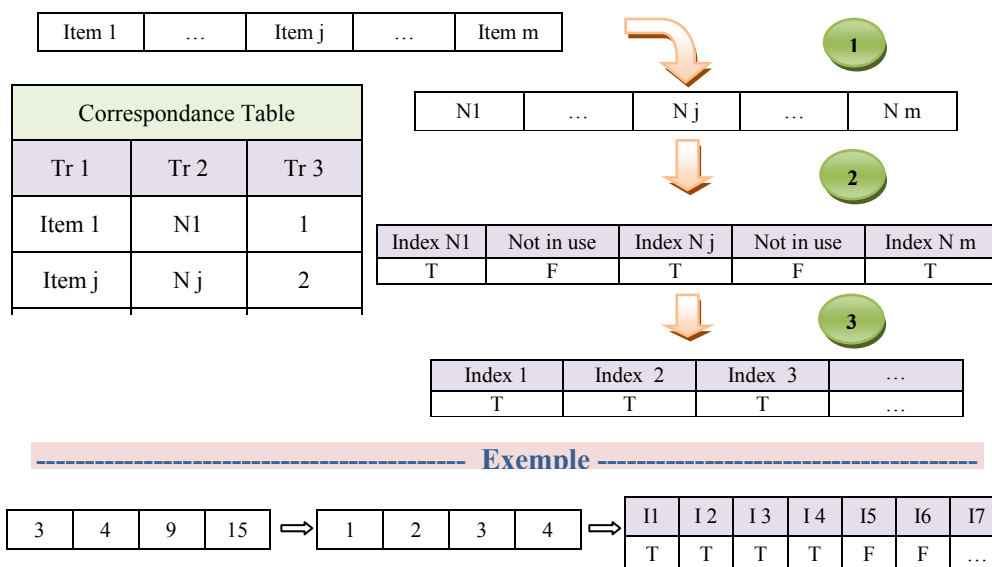 Item 1 … Item j … Item m
1
N1 … N j … N m
Correspondance Table
Tr 1 Tr 2 Tr 3
Item 1 N1 1
Item j N j 2
2
Index N1 Not in use Index N j Not in use Index N m
T F T F T
3
Index 1 Index 2 Index 3 …
T T T …
Exemple
3 4 9 15
1 2 3 4
I1 I 2 I 3 I 4 I5 I6 I7
T T T T F F …